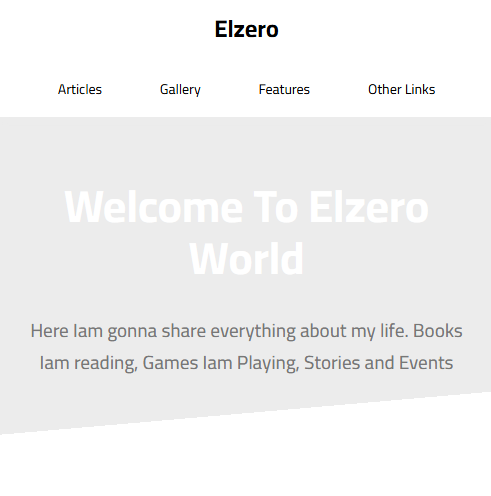 Elzero
Articles Gallery Features Other Links
Welcome To Elzero
World
Here Iam gonna share everything about my life. Books
Iam reading, Games Iam Playing, Stories and Events